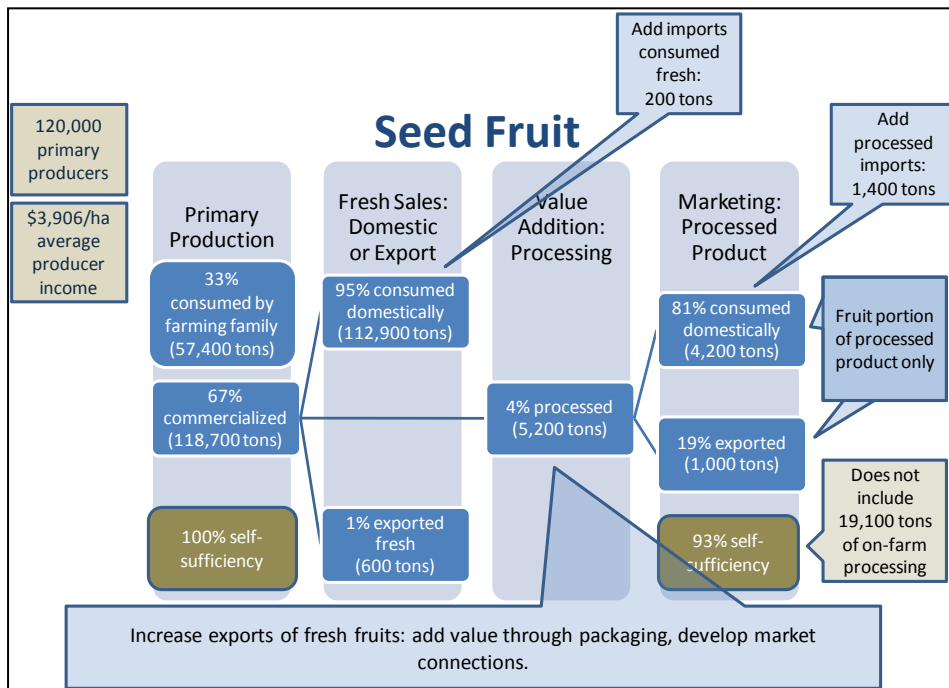 Add imports
consumed
fresh:
200 tons
Add
processed
imports:
1,400 tons
120,000
primary
producers
Seed Fruit
$3,906/ha
average
producer
income
Primary
Production
33%
consumed by
farming family
(57,400 tons)
67%
commercialized
(118,700 tons)
100% self-
sufficiency
Fresh Sales:
Domestic
or Export
95% consumed
domestically
(112,900 tons)
1% exported
fresh
(600 tons)
Value
Addition:
Processing
4% processed
(5,200 tons)
Marketing:
Processed
Product
81% consumed
domestically
(4,200 tons)
19% exported
(1,000 tons)
93% self-
sufficiency
Fruit portion
of processed
product only
Does not
include
19,100 tons
of on-farm
processing
Increase exports of fresh fruits: add value through packaging, develop market
connections.